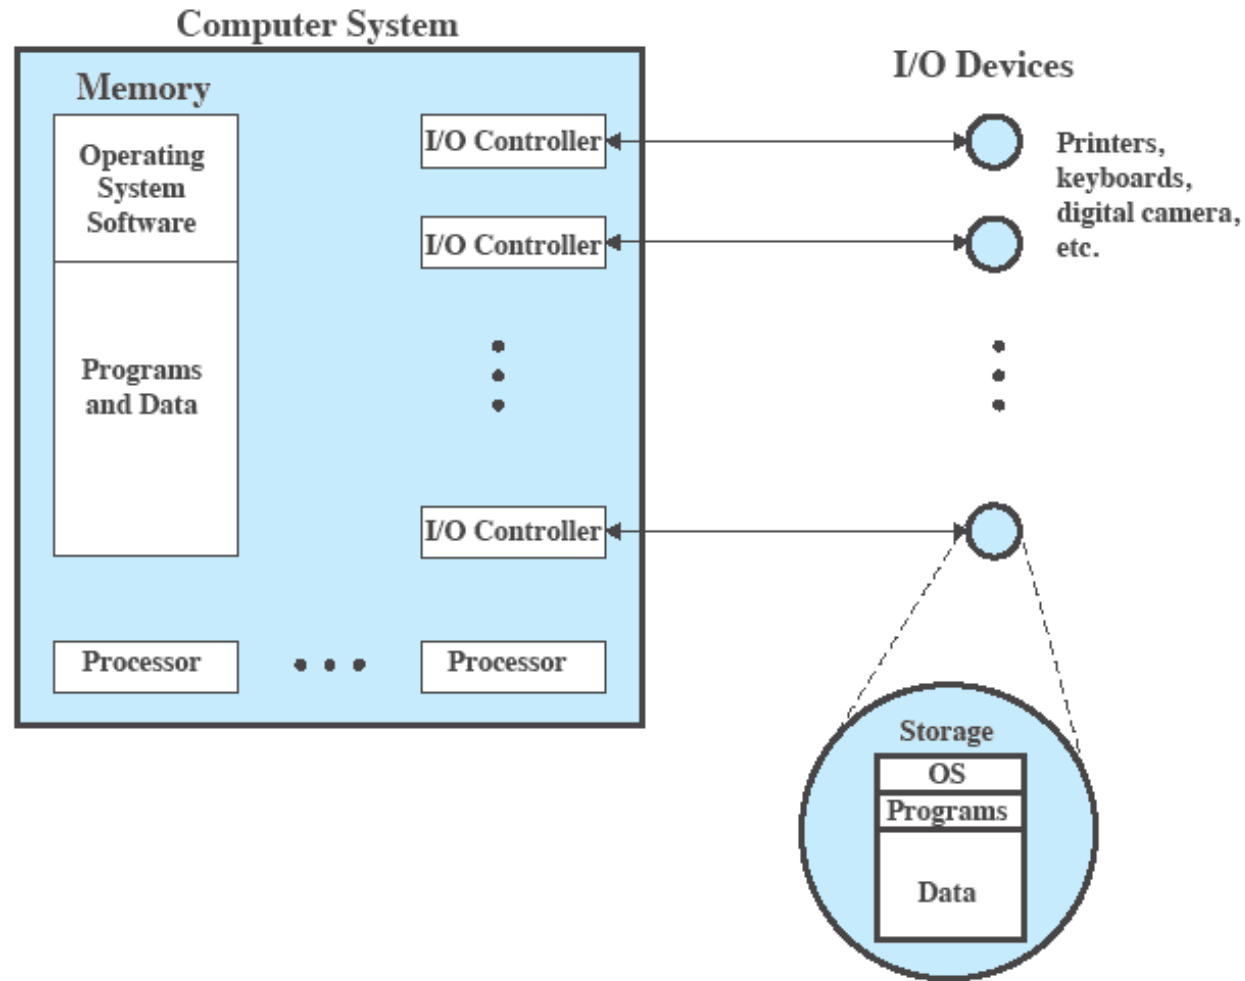 Computer System
I/O Devices
Memory
Operating
System
Software
Programs
and Data
I/O Controller
I/O Controller
I/O Controller
Processor
Processor
Printers,
keyboards,
digital camera,
etc.
Storage
OS
Programs
Data